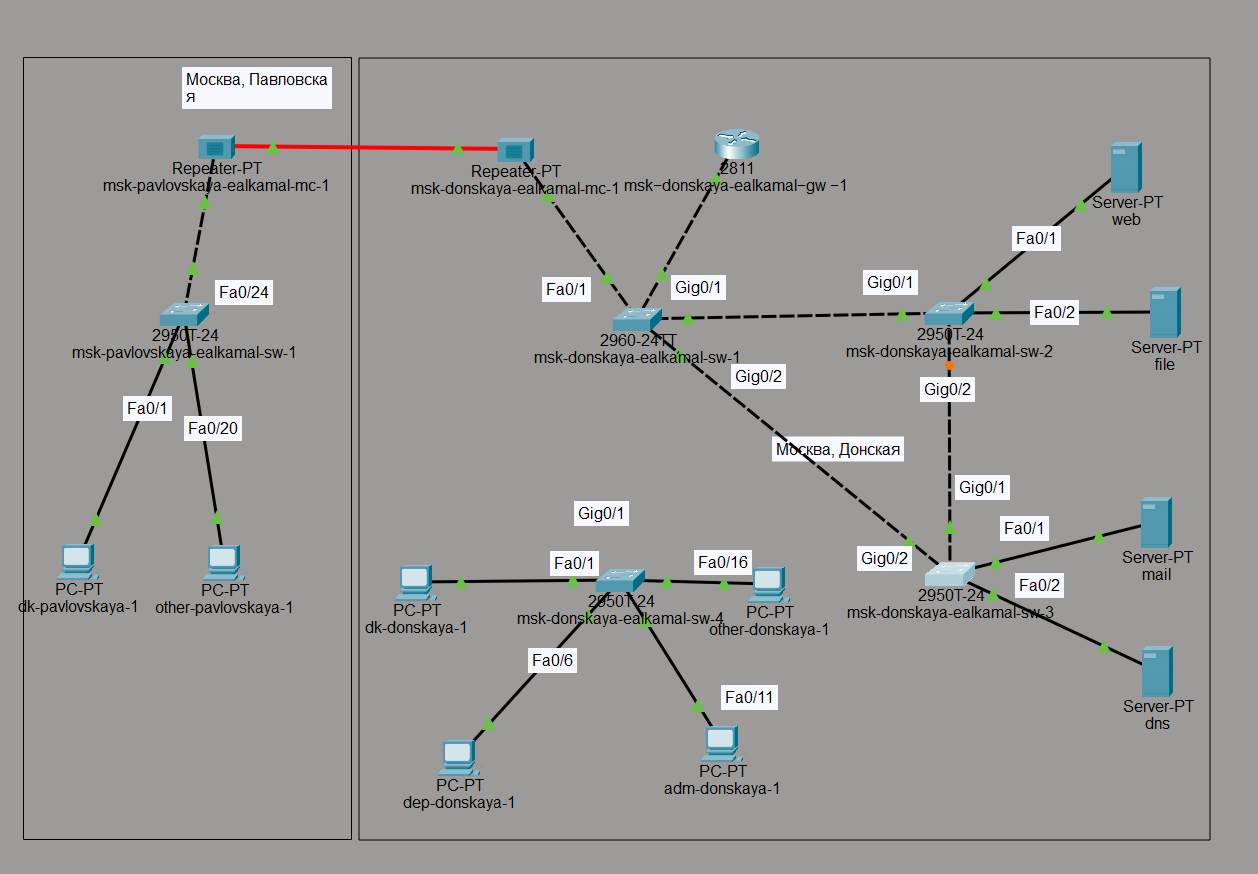 Москва, Павловска
я
Repeater-PT
msk-pavlovskaya-ealkamal-mc-1
Fa0/24
2950T-24
msk-pavlovskaya-ealkamal-sw-1
Fa0/1
Fa0/20
PC-PT
dk-pavlovskaya-1
PC-PT
other-pavlovskaya-1
Repeater-PT
msk-donskaya-ealkamal-mc-1
2811
msk-donskaya-ealkamal-gw -1
Fa0/1
Gig0/1
2960-24TT
msk-donskaya-ealkamal-sw-1
Gig0/2
Gig0/1
2950T-24
msk-donskaya-ealkamal-sw-2
Gig0/2
Fa0/1
Server-PT
web
Fa0/2
Server-PT
file
Москва, Донская
Gig0/1
Gig0/2
2950T-24
msk-donskaya-ealkamal-sw-3
Fa0/1
Server-PT
mail
Fa0/2
Server-PT
dns
Gig0/1
Fa0/1
Fa0/16
2950T-24
msk-donskaya-ealkamal-sw-4
PC-PT
dk-donskaya-1
PC-PT
other-donskaya-1
Fa0/6
Fa0/11
PC-PT
dep-donskaya-1
PC-PT
adm-donskaya-1